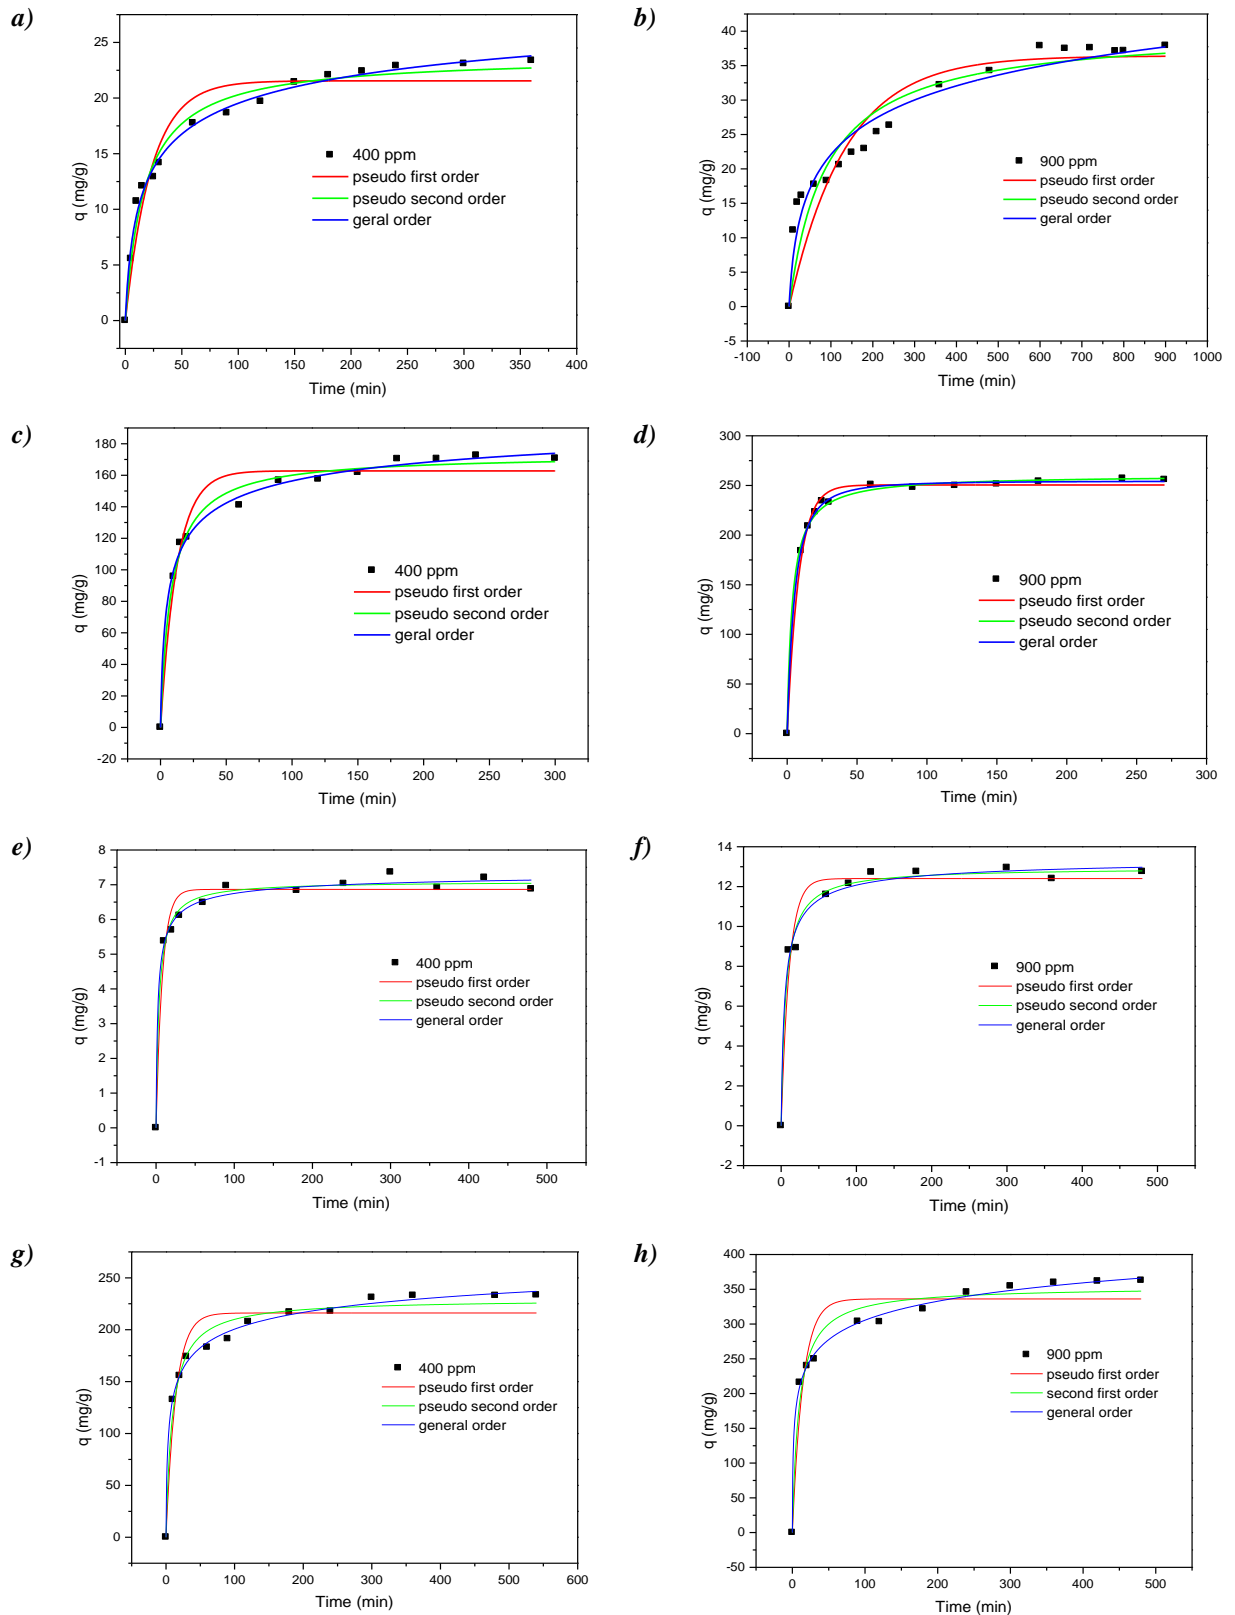 a)
25
20
15
10
5
0
q (mg/g)
400 ppm
pseudo first order
pseudo second order
geral order
0 50 100 150 200 250 300 350 400
Time (min)
b)
40
35
30
25
20
15
10
5
0
-5
q (mg/g)
900 ppm
pseudo first order
pseudo second order
geral order
-100 0 100 200 300 400 500 600 700 800 900 1000
Time (min)
c)
180
160
140
120
100
80
60
40
20
0
-20
q (mg/g)
400 ppm
pseudo first order
pseudo second order
geral order
0 50 100 150 200 250 300
Time (min)
d)
300
250
200
150
100
50
0
q (mg/g)
900 ppm
pseudo first order
pseudo second order
geral order
0 50 100 150 200 250 300
Time (min)
e)
8
7
6
5
4
3
2
1
0
-1
q (mg/g)
400 ppm
pseudo first order
pseudo second order
general order
0 100 200 300 400 500
Time (min)
f)
14
12
10
8
6
4
2
0
-2
q (mg/g)
900 ppm
pseudo first order
pseudo second order
general order
0 100 200 300 400 500
Time (min)
g)
250
200
150
100
50
0
q (mg/g)
400 ppm
pseudo first order
pseudo second order
general order
0 100 200 300 400 500 600
Time (min)
h)
400
350
300
250
200
150
100
50
0
-50
q (mg/g)
900 ppm
pseudo first order
second first order
general order
0 100 200 300 400 500
Time (min)